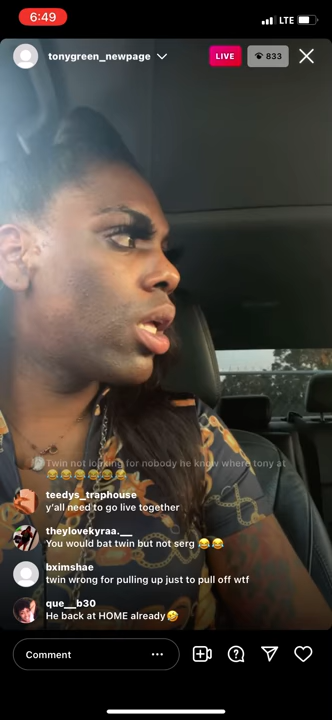 6:49
LTE
tonygreen_newpage
LIVE
833
Twin not looking for nobody he know where tony at
😂😂😂😂😂😂
teedys_traphouse
y'all need to go live together
theylovekyraa.__
You would bat twin but not serg 😂😂
bximshae
twin wrong for pulling up just to pull off wtf
que__b30
He back at HOME already🤣
Comment